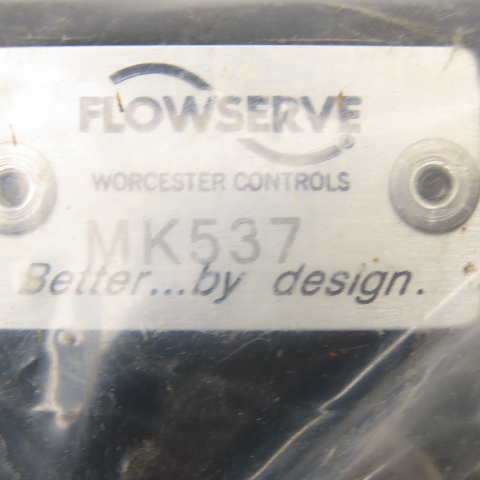 FLOWSERVE
WORCESTER CONTROLS
MK537
Better...by design.